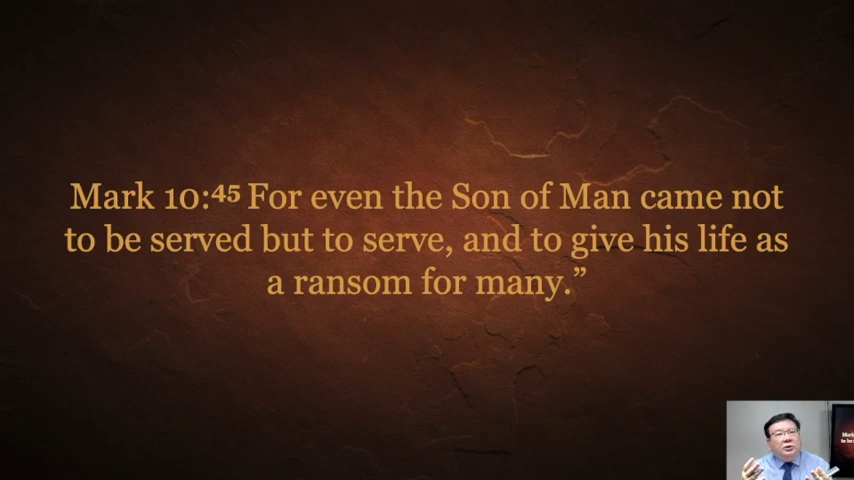 Mark 10:45 For even the Son of Man came not
to be served but to serve, and to give his life as
a ransom for many.”